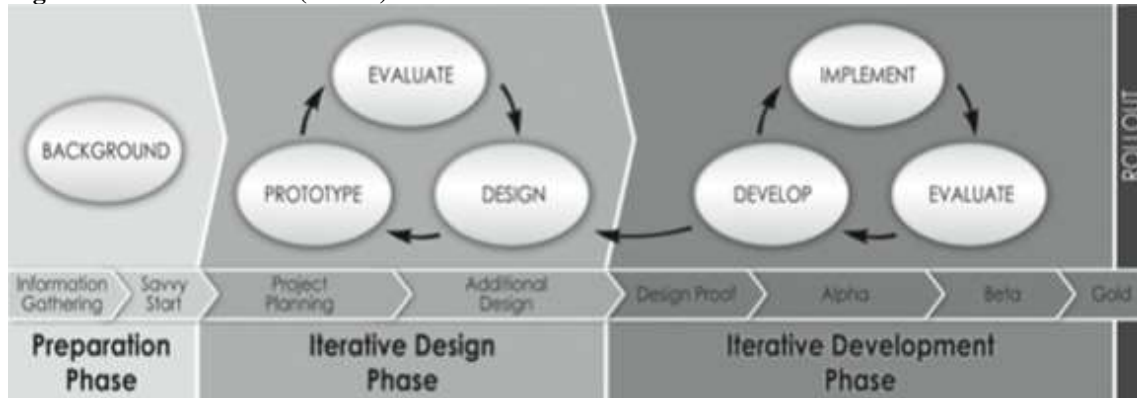 EVALUATE
IMPLEMENT
BACKGROUND
PROTOTYPE
DESIGN
DEVELOP
EVALUATE
ROLLOUT
Information
Gathering
Savvy
Start
Project
Planning
Additional
Design
Design Proof
Alpha
Beta
Gold
Preparation
Phase
Iterative Design
Phase
Iterative Development
Phase